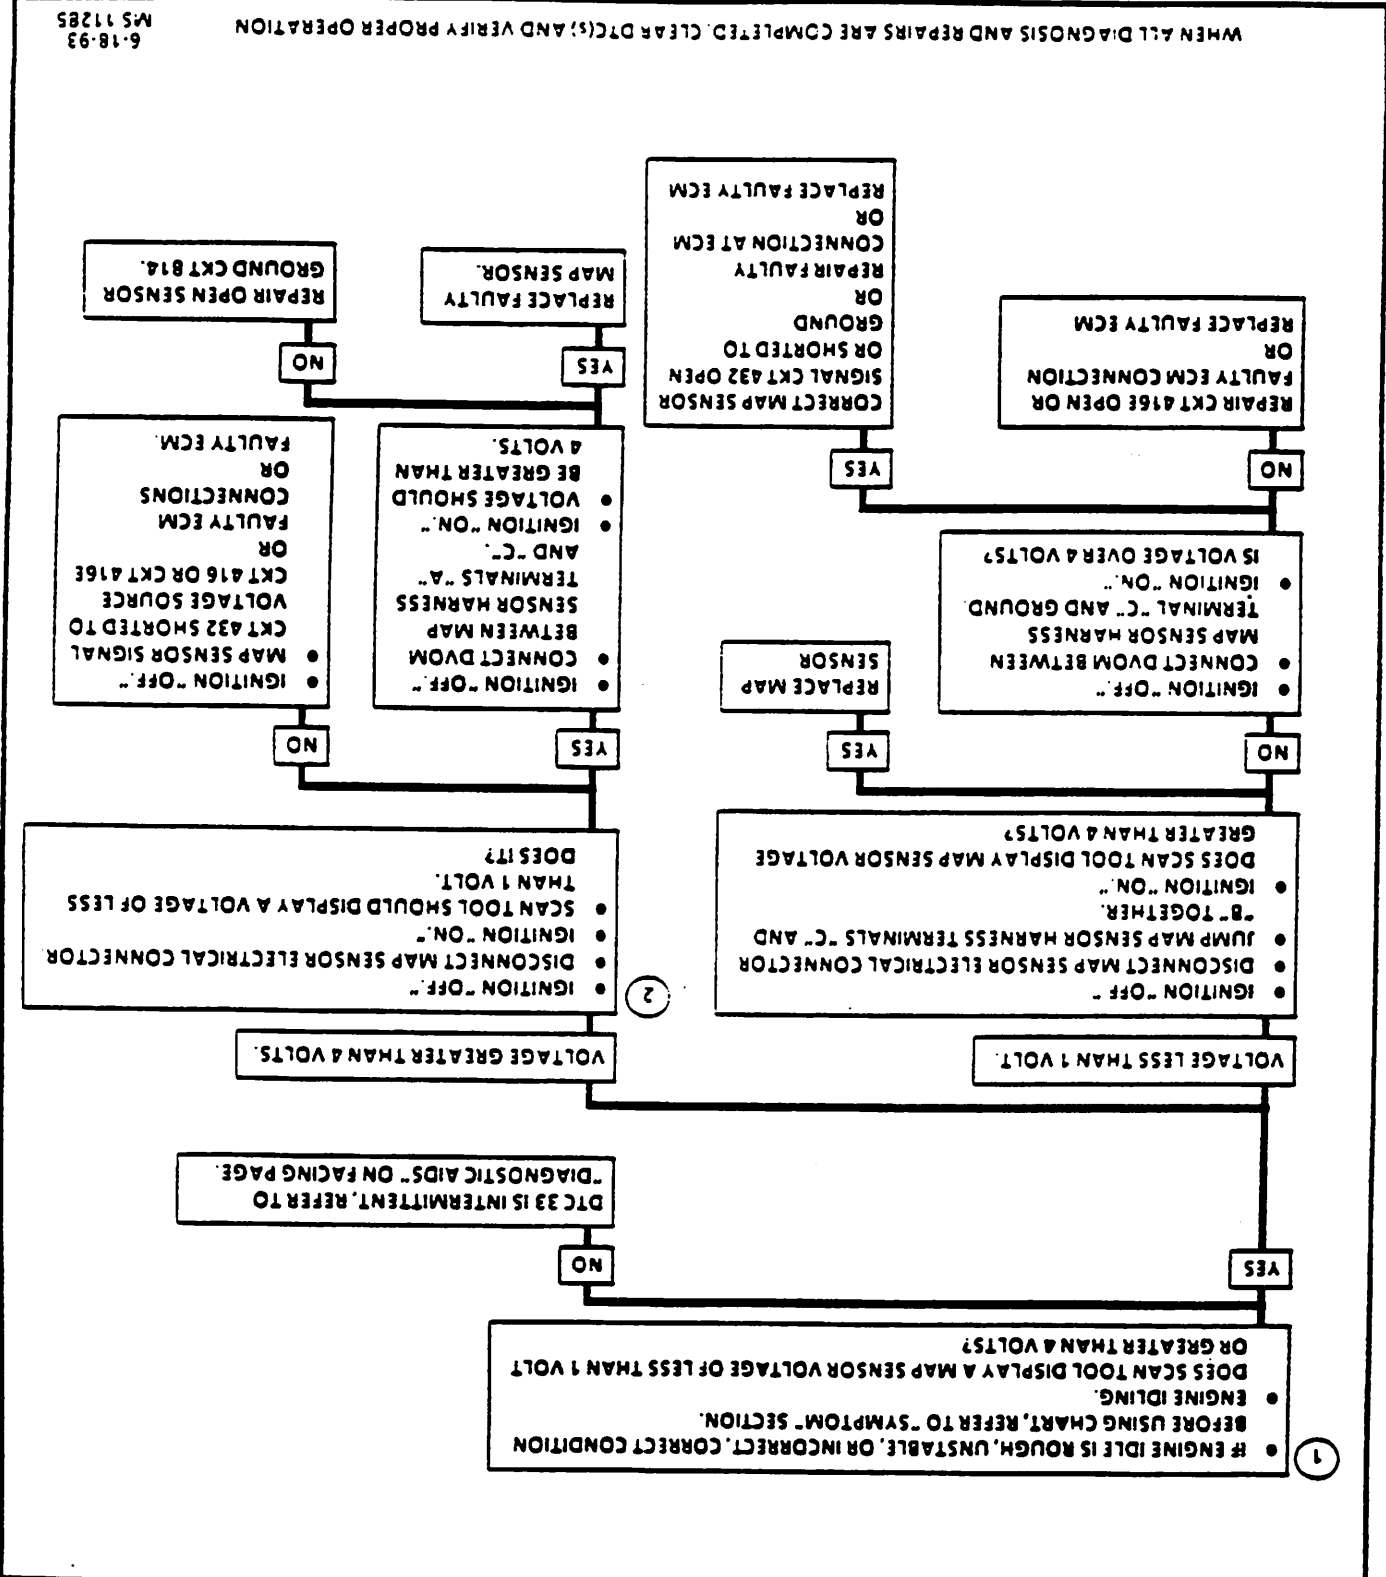 1
• IF ENGINE IDLE IS ROUGH, UNSTABLE, OR INCORRECT, CORRECT CONDITION
BEFORE USING CHART, REFER TO "SYMPTOM" SECTION.
• ENGINE IDLING.
DOES SCAN TOOL DISPLAY A MAP SENSOR VOLTAGE OF LESS THAN 1 VOLT
OR GREATER THAN 4 VOLTS?
YES
NO
DTC 33 IS INTERMITTENT, REFER TO
"DIAGNOSTIC AIDS" ON FACING PAGE.
VOLTAGE LESS THAN 1 VOLT.
• IGNITION "OFF"
• DISCONNECT MAP SENSOR ELECTRICAL CONNECTOR
• JUMP MAP SENSOR HARNESS TERMINALS "C" AND
"B" TOGETHER.
• IGNITION "ON."
DOES SCAN TOOL DISPLAY MAP SENSOR VOLTAGE
GREATER THAN 4 VOLTS?
NO
YES
• IGNITION "OFF."
• CONNECT DVOM BETWEEN
MAP SENSOR HARNESS
TERMINAL "C" AND GROUND.
• IGNITION "ON."
IS VOLTAGE OVER 4 VOLTS?
REPLACE MAP
SENSOR
NO
YES
REPAIR CKT 416E OPEN OR
FAULTY ECM CONNECTION
OR
REPLACE FAULTY ECM
CORRECT MAP SENSOR
SIGNAL CKT 432 OPEN
OR SHORTED TO
GROUND
OR
REPAIR FAULTY
CONNECTION AT ECM
OR
REPLACE FAULTY ECM
VOLTAGE GREATER THAN 4 VOLTS.
2
• IGNITION "OFF."
• DISCONNECT MAP SENSOR ELECTRICAL CONNECTOR
• IGNITION "ON."
• SCAN TOOL SHOULD DISPLAY A VOLTAGE OF LESS
THAN 1 VOLT.
DOES IT?
YES
NO
• IGNITION "OFF."
• CONNECT DVOM
BETWEEN MAP
SENSOR HARNESS
TERMINALS "A"
AND "C".
• IGNITION "ON."
• VOLTAGE SHOULD
BE GREATER THAN
4 VOLTS.
• IGNITION "OFF."
• MAP SENSOR SIGNAL
CKT 432 SHORTED TO
VOLTAGE SOURCE
CKT 416 OR CKT 416E
OR
FAULTY ECM
CONNECTIONS
OR
FAULTY ECM.
YES
NO
REPLACE FAULTY
MAP SENSOR.
REPAIR OPEN SENSOR
GROUND CKT 814.
WHEN ALL DIAGNOSIS AND REPAIRS ARE COMPLETED, CLEAR DTC(s) AND VERIFY PROPER OPERATION
6-18-93
MS 11285